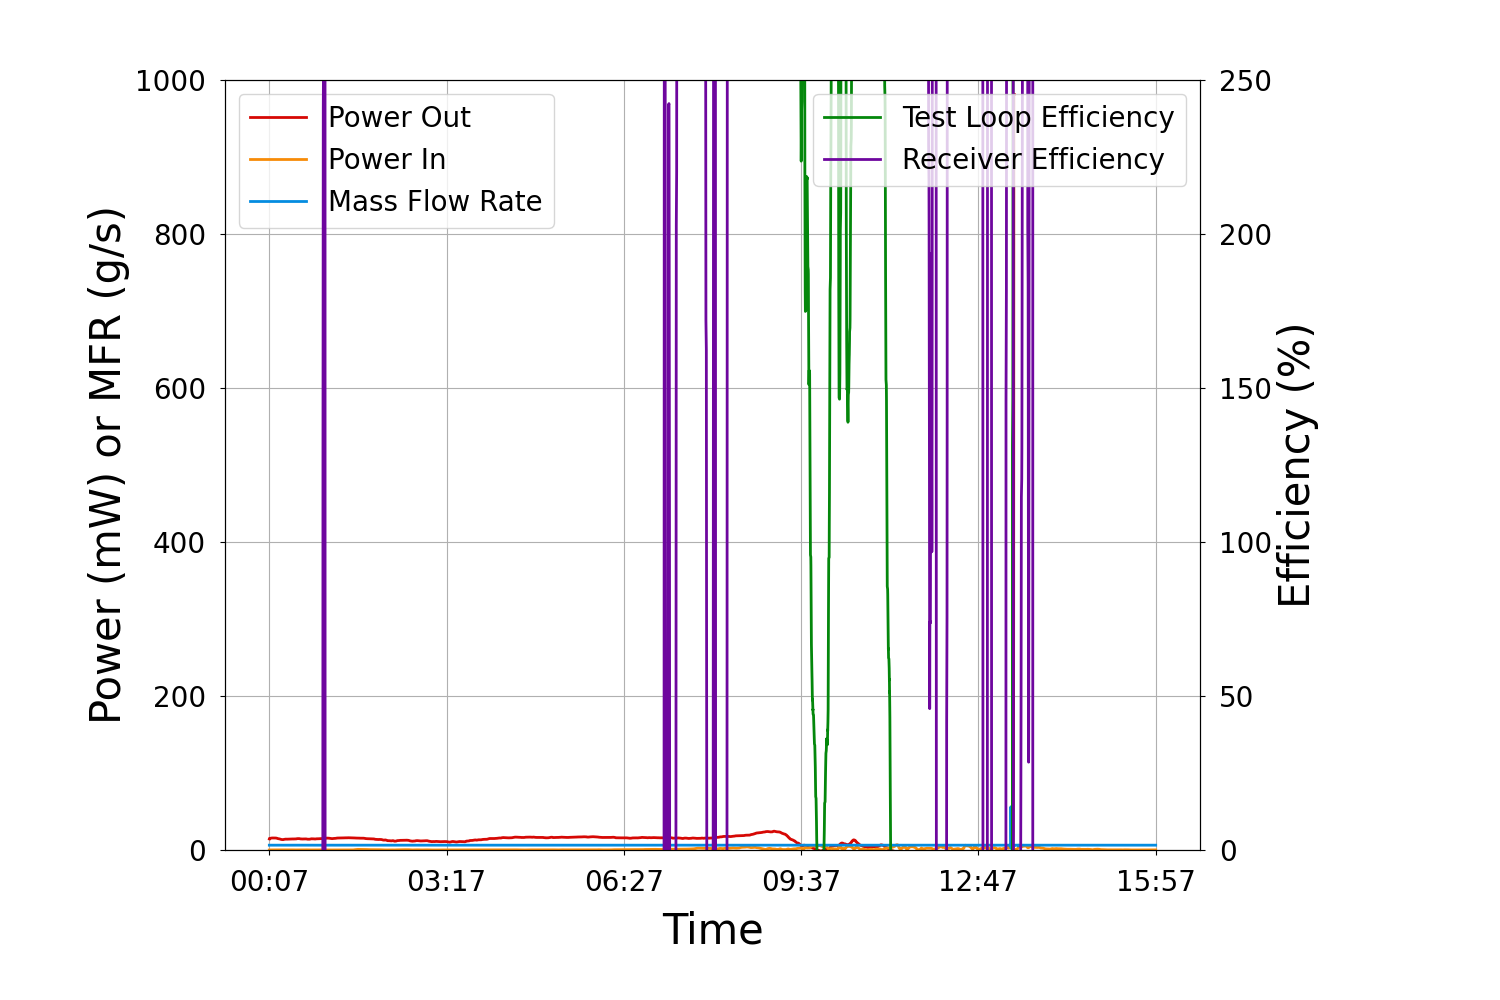 1000
800
600
400
200
0
Power (mW) or MFR (g/s)
Power Out
Power In
Mass Flow Rate
Test Loop Efficiency
Receiver Efficiency
250
200
150
100
50
0
Efficiency (%)
00:07 03:17 06:27 09:37 12:47 15:57
Time